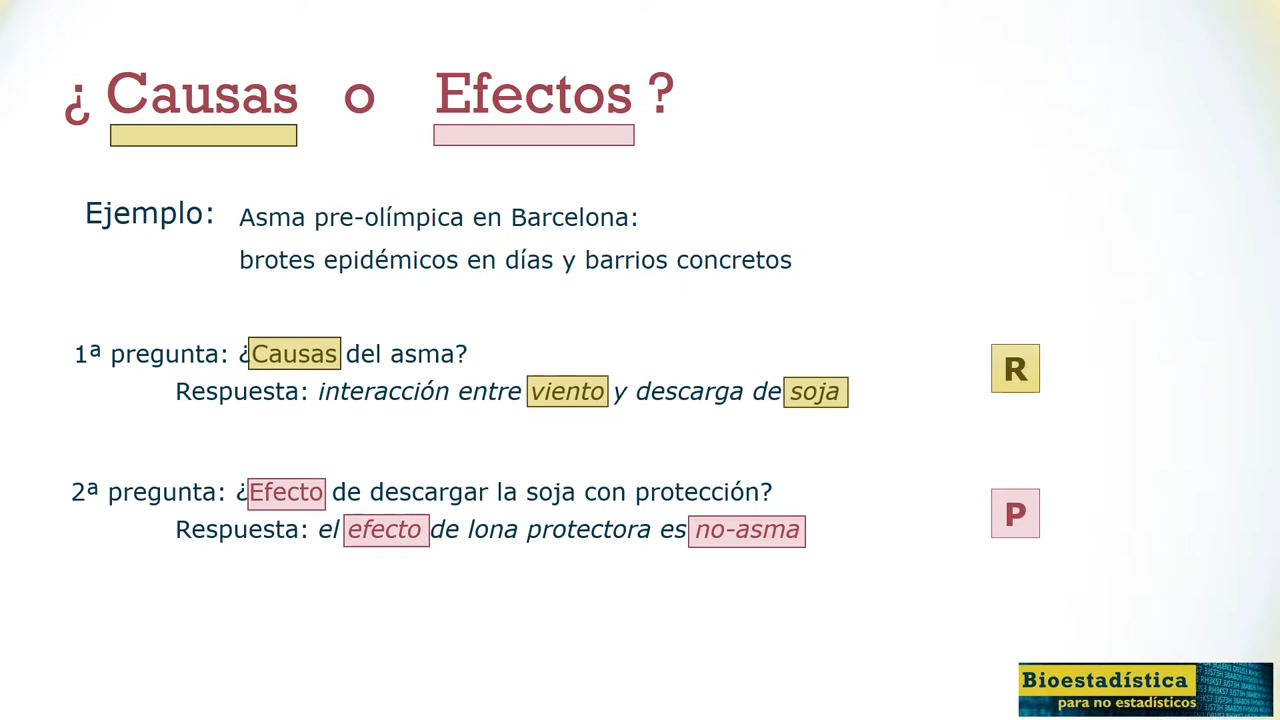 ¿ Causas o Efectos ?
Ejemplo: Asma pre-olímpica en Barcelona:
brotes epidémicos en días y barrios concretos
1ª pregunta: ¿Causas del asma?
Respuesta: interacción entre viento y descarga de soja
R
2ª pregunta: ¿Efecto de descargar la soja con protección?
Respuesta: el efecto de lona protectora es no-asma
P
Bioestadística
para no estadísticos